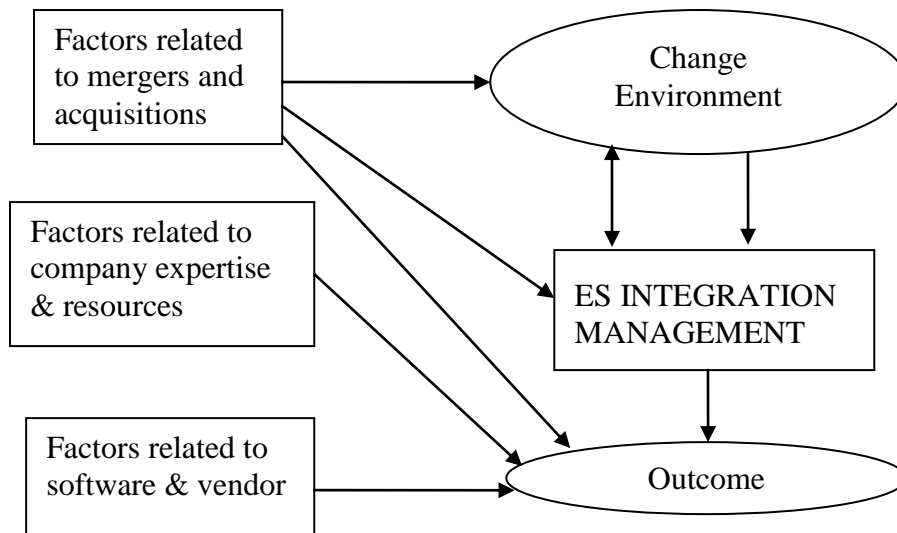 Factors related
to mergers and
acquisitions
Change
Environment
Factors related to
company expertise
& resources
ES INTEGRATION
MANAGEMENT
Factors related to
software & vendor
Outcome